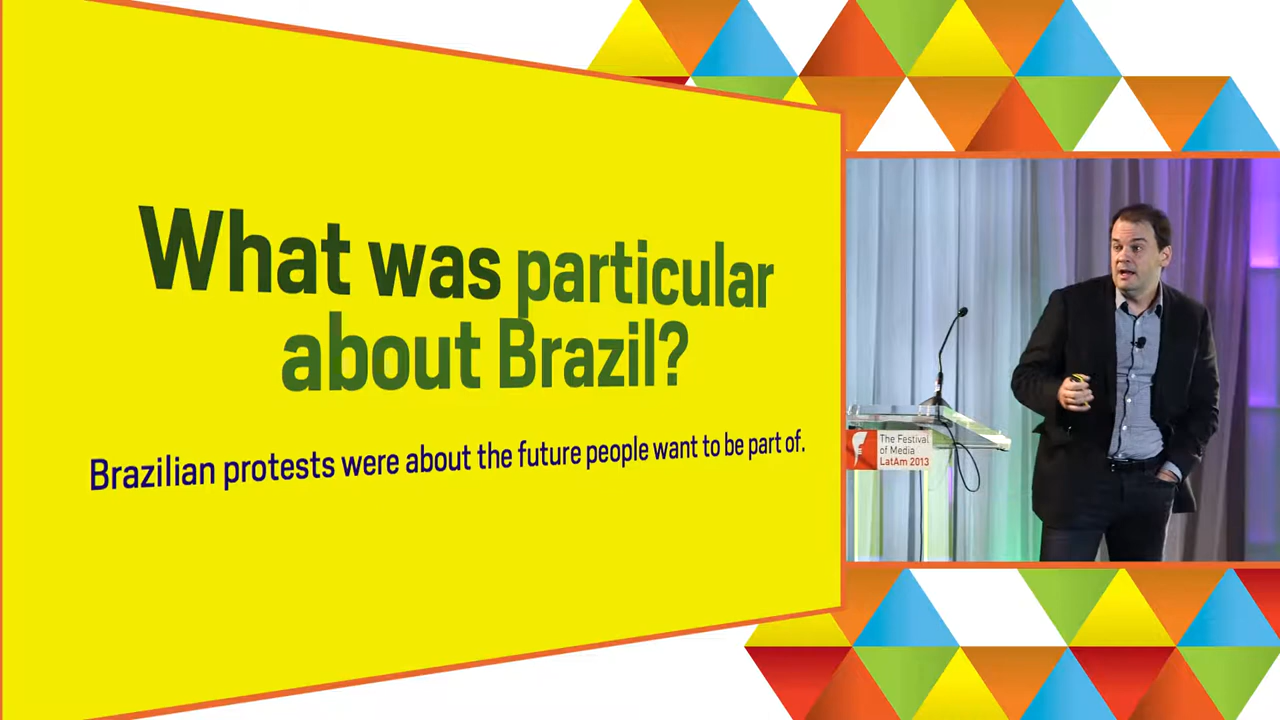 What was particular
about Brazil?
Brazilian protests were about the future people want to be part of.
The Festival
of Media
LatAm 2013